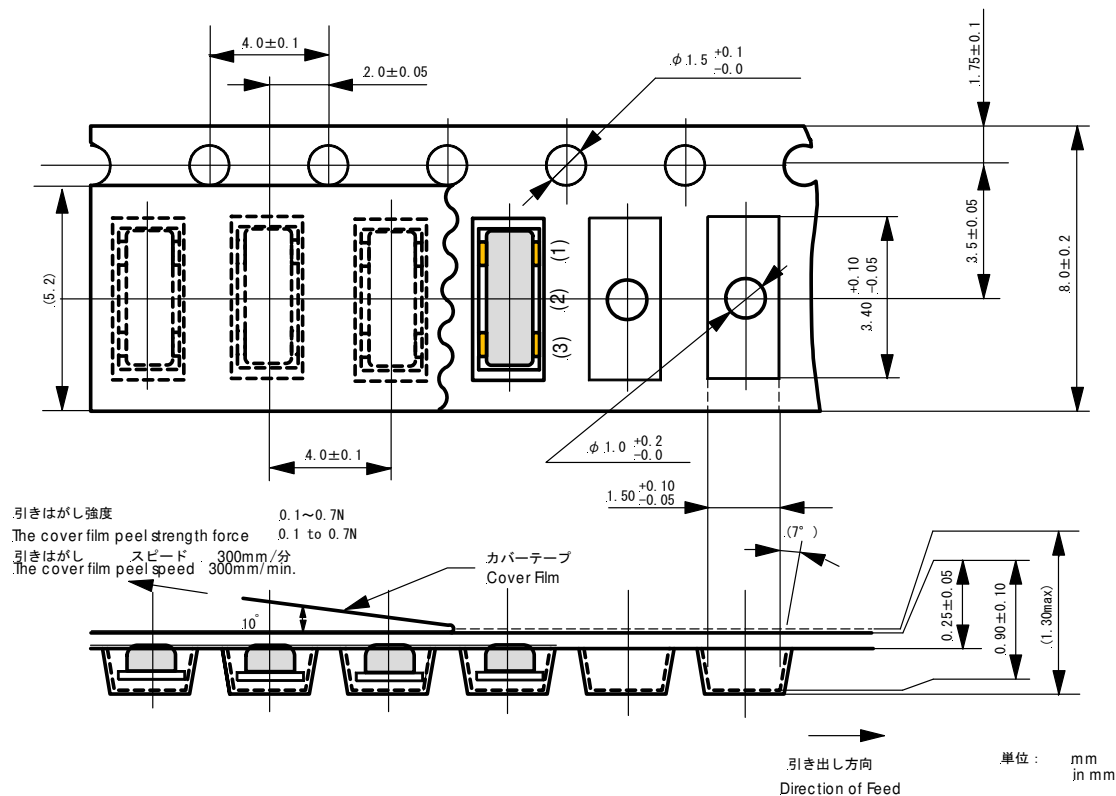 4.0±0.1
2.0±0.05
φ1.5 +0.1
-0.0
1.75±0.1
(1)
(2)
(3)
(5.2)
3.40 +0.10
-0.05
3.5±0.05
8.0±0.2
4.0±0.1
φ1.0 +0.2
-0.0
1.50 +0.10
-0.05
(7°)
引きはがし強度 0.1～0.7N
The cover film peel strength force 0.1 to 0.7N
引きはがし スピード 300mm/分
The cover film peel speed 300mm/min.
カバーテープ
Cover Film
10°
0.25±0.05
0.90±0.10
(1.30max)
引き出し方向
Direction of Feed
単位： mm
in mm